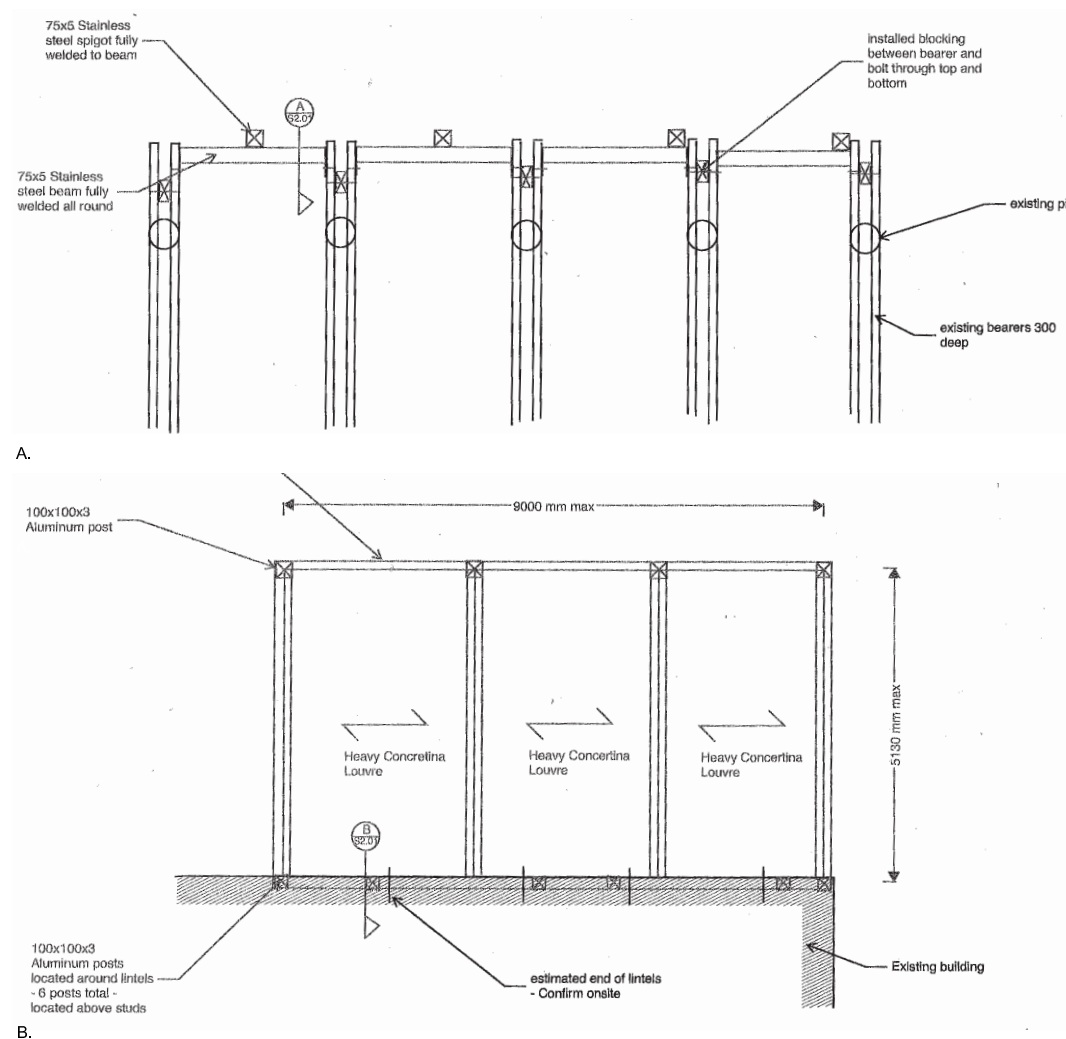 75x5 Stainless
steel spigot fully
welded to beam
A
S2.01
installed blocking
between bearer and
bolt through top and
bottom
75x5 Stainless
steel beam fully
welded all round
existing pi
existing bearers 300
deep
A.
100x100x3
Aluminum post
9000 mm max
5130 mm max
Heavy Concretina
Louvre
Heavy Concertina
Louvre
Heavy Concertina
Louvre
B
S2.01
100x100x3
Aluminum posts
located around lintels
- 6 posts total -
located above studs
estimated end of lintels
- Confirm onsite
Existing building
B.